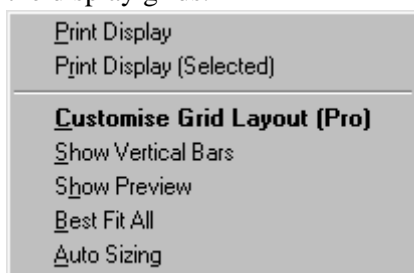 Print Display
Print Display (Selected)
Customise Grid Layout (Pro)
Show Vertical Bars
Show Preview
Best Fit All
Auto Sizing